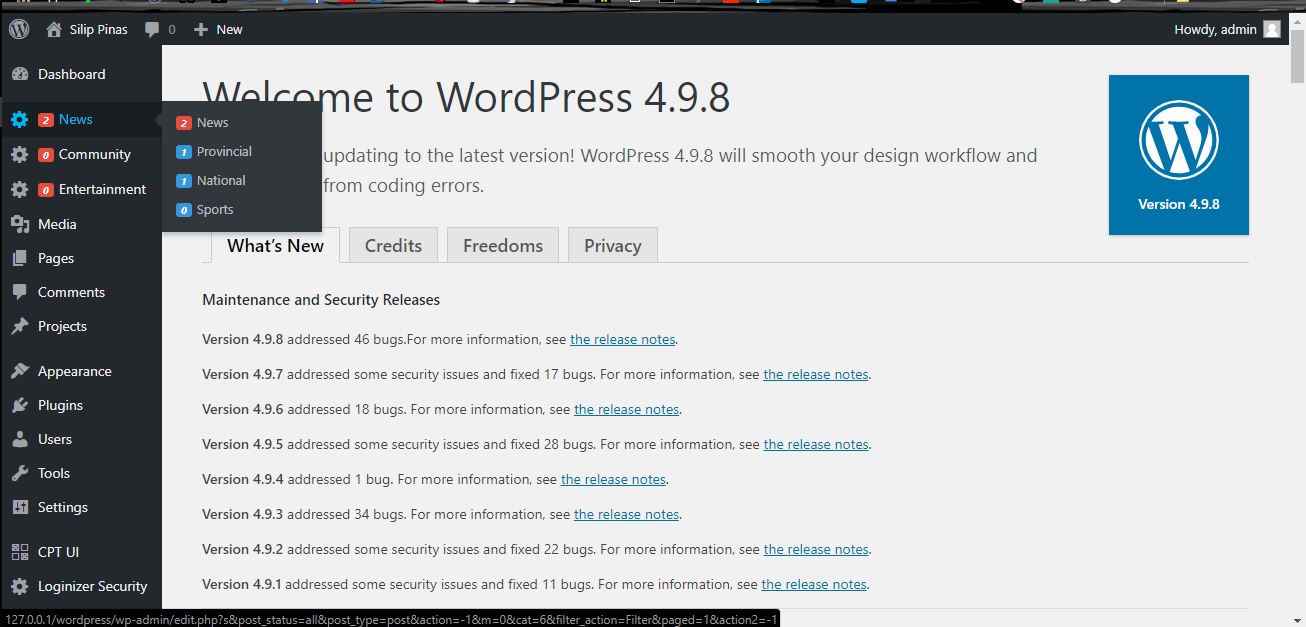 Silip Pinas 0 + New Howdy, admin
Dashboard
2 News
0 Community
0 Entertainment
Media
Pages
Comments
Projects
Appearance
Plugins
Users
Tools
Settings
CPT UI
Loginizer Security
2 News
1 Provincial
1 National
0 Sports
Welcome to WordPress 4.9.8
updating to the latest version! WordPress 4.9.8 will smooth your design workflow and
from coding errors.
Version 4.9.8
What's New Credits Freedoms Privacy
Maintenance and Security Releases
Version 4.9.8 addressed 46 bugs.For more information, see the release notes.
Version 4.9.7 addressed some security issues and fixed 17 bugs. For more information, see the release notes.
Version 4.9.6 addressed 18 bugs. For more information, see the release notes.
Version 4.9.5 addressed some security issues and fixed 28 bugs. For more information, see the release notes.
Version 4.9.4 addressed 1 bug. For more information, see the release notes.
Version 4.9.3 addressed 34 bugs. For more information, see the release notes.
Version 4.9.2 addressed some security issues and fixed 22 bugs. For more information, see the release notes.
Version 4.9.1 addressed some security issues and fixed 11 bugs. For more information, see the release notes.
127.0.0.1/wordpress/wp-admin/edit.php?s&post_status=all&post_type=post&action=-1&m=0&cat=6&filter_action=Filter&paged=1&action2=-1